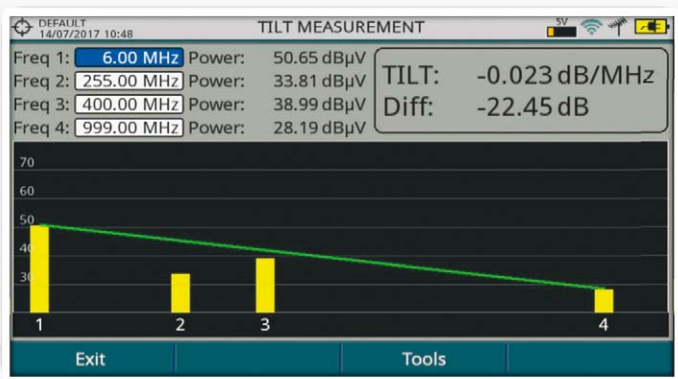 DEFAULT
14/07/2017 10:48
TILT MEASUREMENT
5V
Freq 1: 6.00 MHz Power: 50.65 dBµV
Freq 2: 255.00 MHz Power: 33.81 dBµV
Freq 3: 400.00 MHz Power: 38.99 dBµV
Freq 4: 999.00 MHz Power: 28.19 dBµV
TILT: -0.023 dB/MHz
Diff: -22.45 dB
70
60
50
40
30
1 2 3 4
Exit Tools